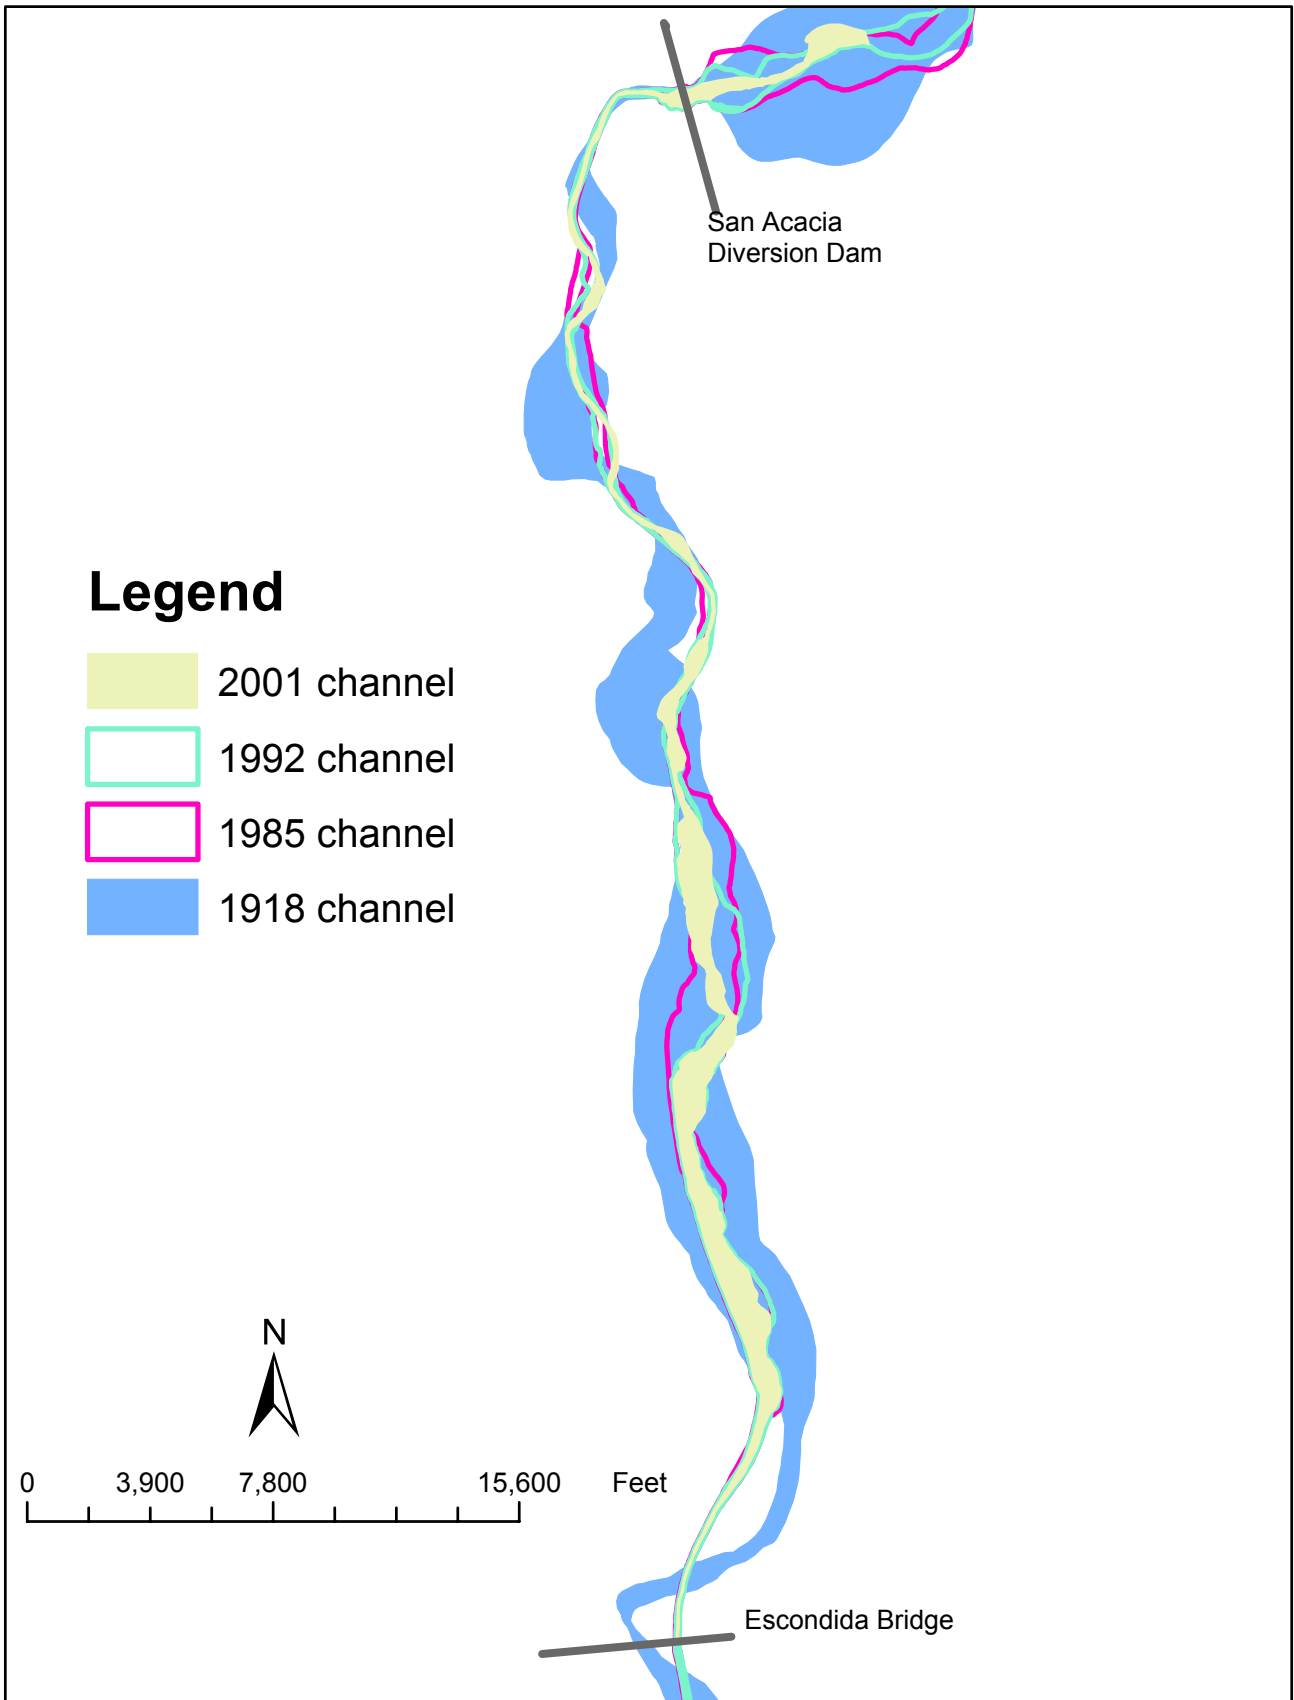 San Acacia
Diversion Dam
Legend
2001 channel
1992 channel
1985 channel
1918 channel
N
0 3,900 7,800 15,600 Feet
Escondida Bridge